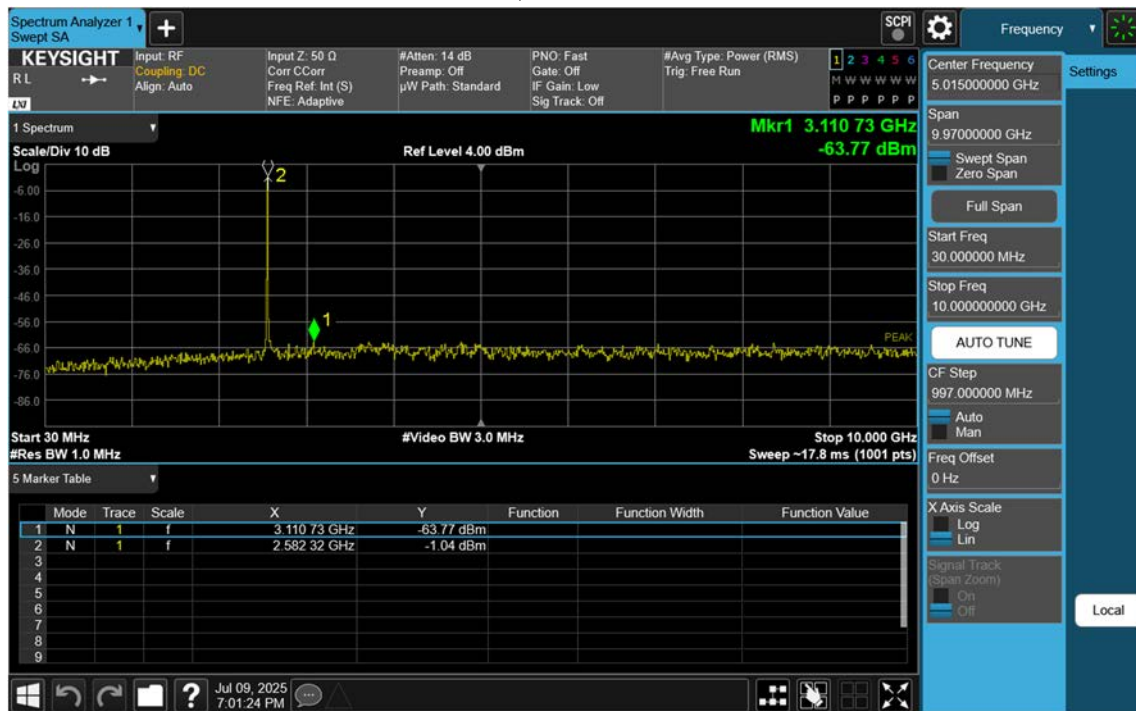 Spectrum Analyzer 1
Swept SA
+
SCPI
Frequency
KEYSIGHT
R L
LXI
Input: RF
Coupling: DC
Align: Auto
Input Z: 50 Ω
Corr CCorr
Freq Ref: Int (S)
NFE: Adaptive
#Atten: 14 dB
Preamp: Off
µW Path: Standard
PNO: Fast
Gate: Off
IF Gain: Low
Sig Track: Off
#Avg Type: Power (RMS)
Trig: Free Run
1 2 3 4 5 6
M W W W W W
P P P P P P
1 Spectrum
Scale/Div 10 dB
Ref Level 4.00 dBm
Mkr1 3.110 73 GHz
-63.77 dBm
Log
-6.00
-16.0
-26.0
-36.0
-46.0
-56.0
-66.0
-76.0
-86.0
2
1
PEAK
Start 30 MHz
#Video BW 3.0 MHz
Stop 10.000 GHz
#Res BW 1.0 MHz
Sweep ~17.8 ms (1001 pts)
5 Marker Table
Mode Trace Scale X Y Function Function Width Function Value
1 N 1 f 3.110 73 GHz -63.77 dBm
2 N 1 f 2.582 32 GHz -1.04 dBm
3
4
5
6
7
8
9
Jul 09, 2025
7:01:24 PM
?
Center Frequency
5.015000000 GHz
Settings
Span
9.97000000 GHz
Swept Span
Zero Span
Full Span
Start Freq
30.000000 MHz
Stop Freq
10.000000000 GHz
AUTO TUNE
CF Step
997.000000 MHz
Auto
Man
Freq Offset
0 Hz
X Axis Scale
Log
Lin
Signal Track
(Span Zoom)
On
Off
Local